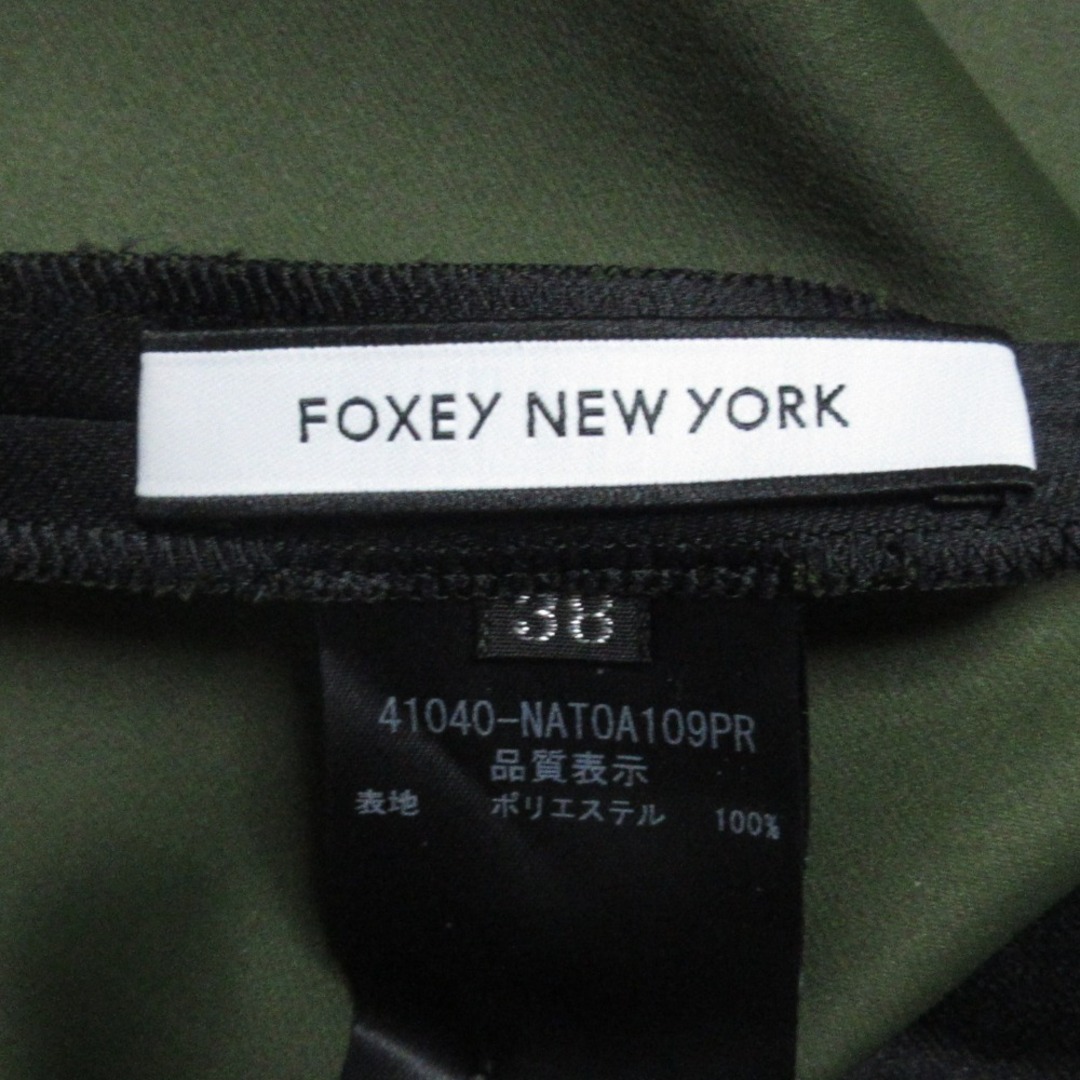 FOXEY NEW YORK
38
41040-NATOA109PR
品質表示
表地 ポリエステル 100%